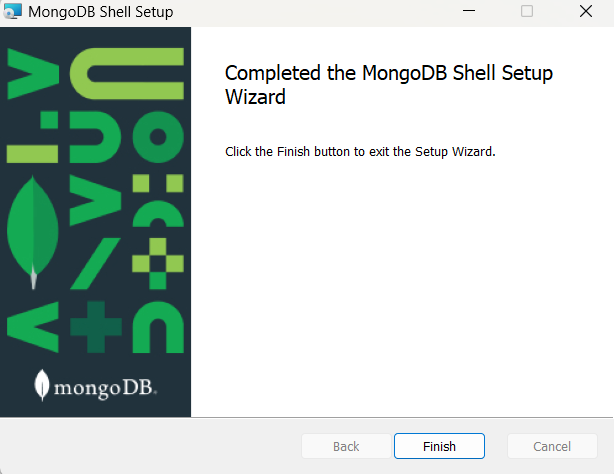 MongoDB Shell Setup
Completed the MongoDB Shell Setup
Wizard
Click the Finish button to exit the Setup Wizard.
mongoDB.
Back
Finish
Cancel